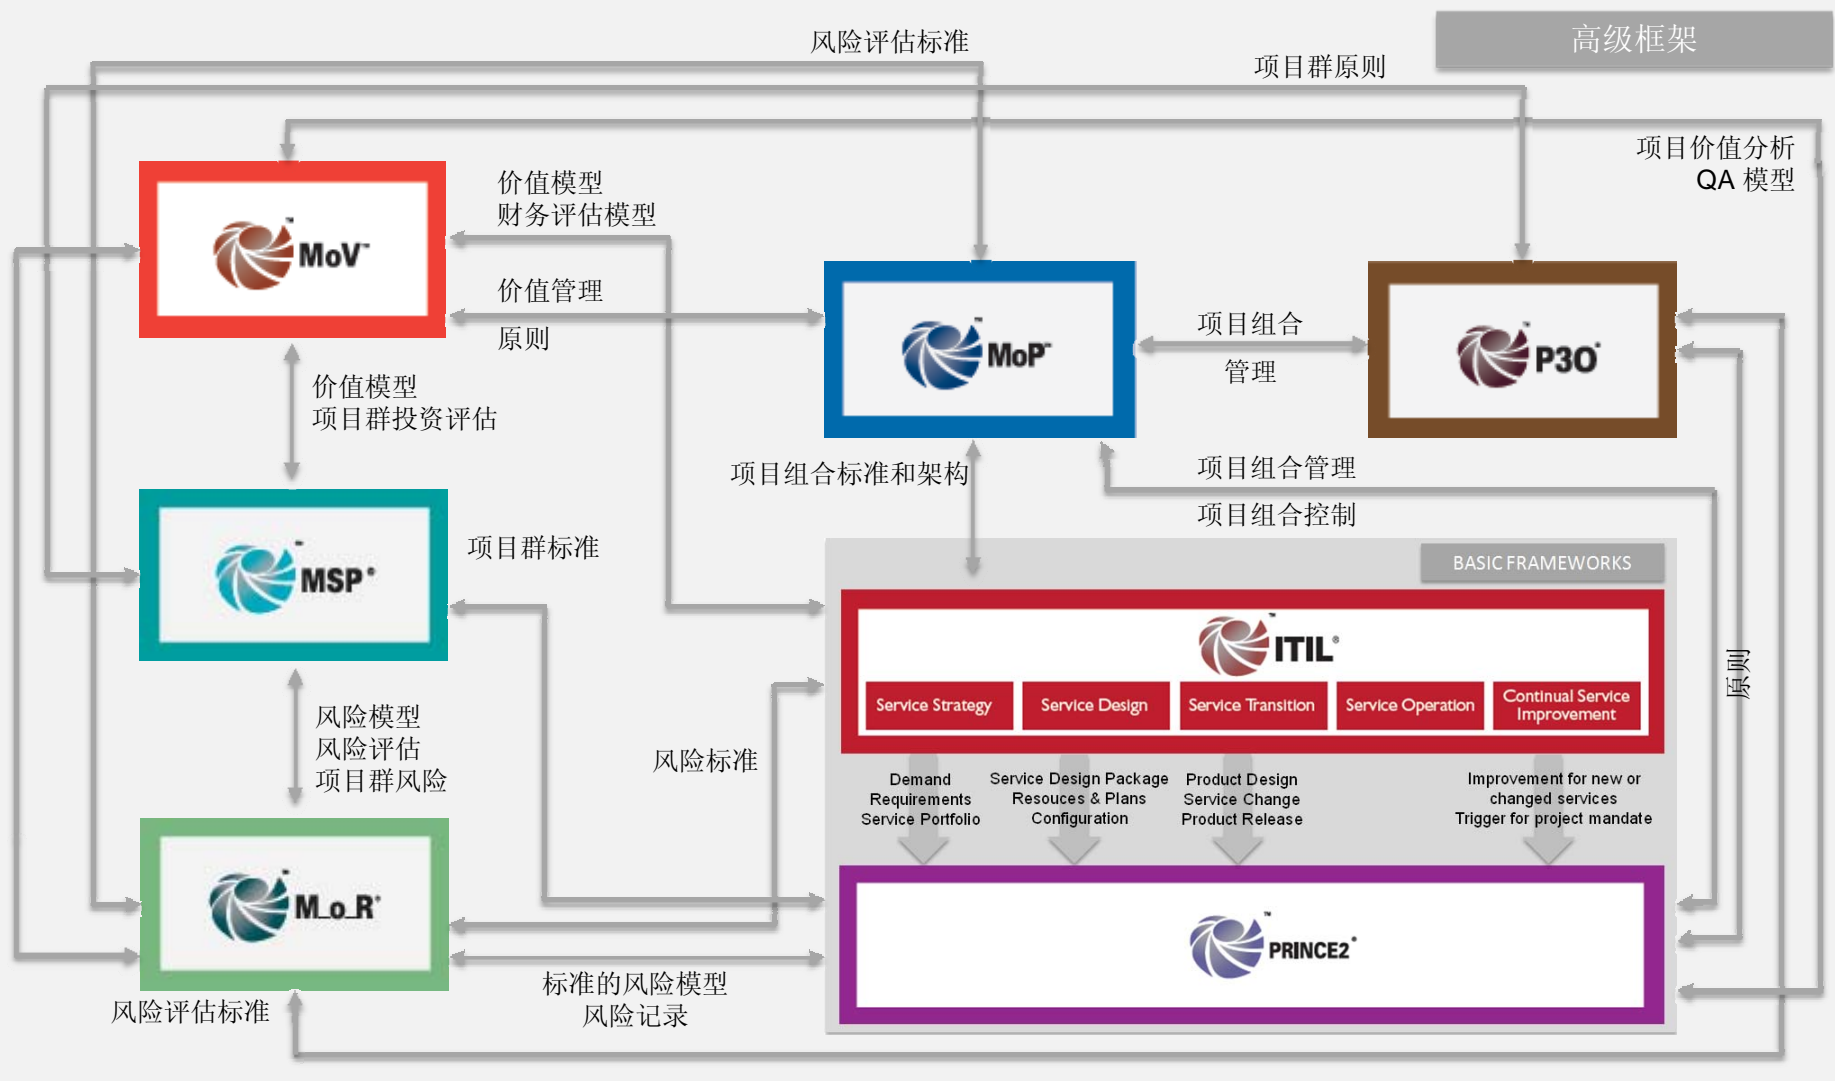 风险评估标准
高级框架
项目群原则
项目价值分析
QA 模型
价值模型
财务评估模型
MoV™
价值管理
原则
MoP™
项目组合
管理
P3O®
价值模型
项目群投资评估
项目组合标准和架构
项目组合管理
项目组合控制
MSP®
项目群标准
BASIC FRAMEWORKS
ITIL®
原则
Service Strategy
Service Design
Service Transition
Service Operation
Continual Service
Improvement
风险模型
风险评估
项目群风险
风险标准
Demand
Requirements
Service Portfolio
Service Design Package
Resouces & Plans
Configuration
Product Design
Service Change
Product Release
Improvement for new or
changed services
Trigger for project mandate
M_o_R®
PRINCE2®
标准的风险模型
风险记录
风险评估标准